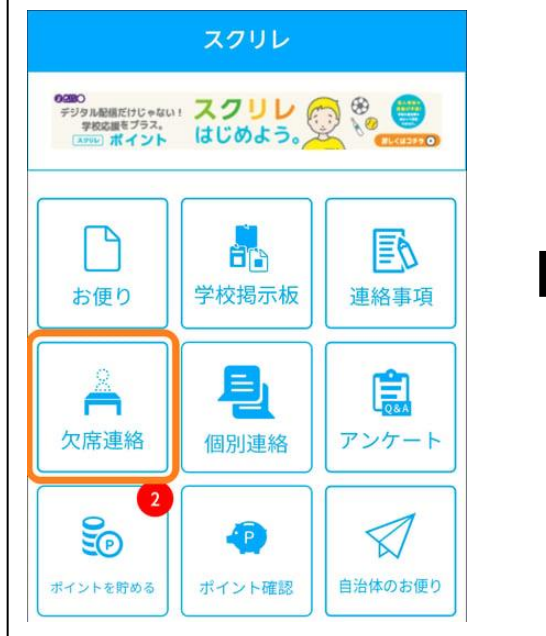 スクリレ
デジタル配信だけじゃない!
学校応援をプラス。
スクリレ ポイント
スクリレ
はじめよう。
詳しくはコチラ
お便り
学校掲示板
連絡事項
欠席連絡
個別連絡
Q&A
アンケート
2
P
ポイントを貯める
P
ポイント確認
自治体のお便り